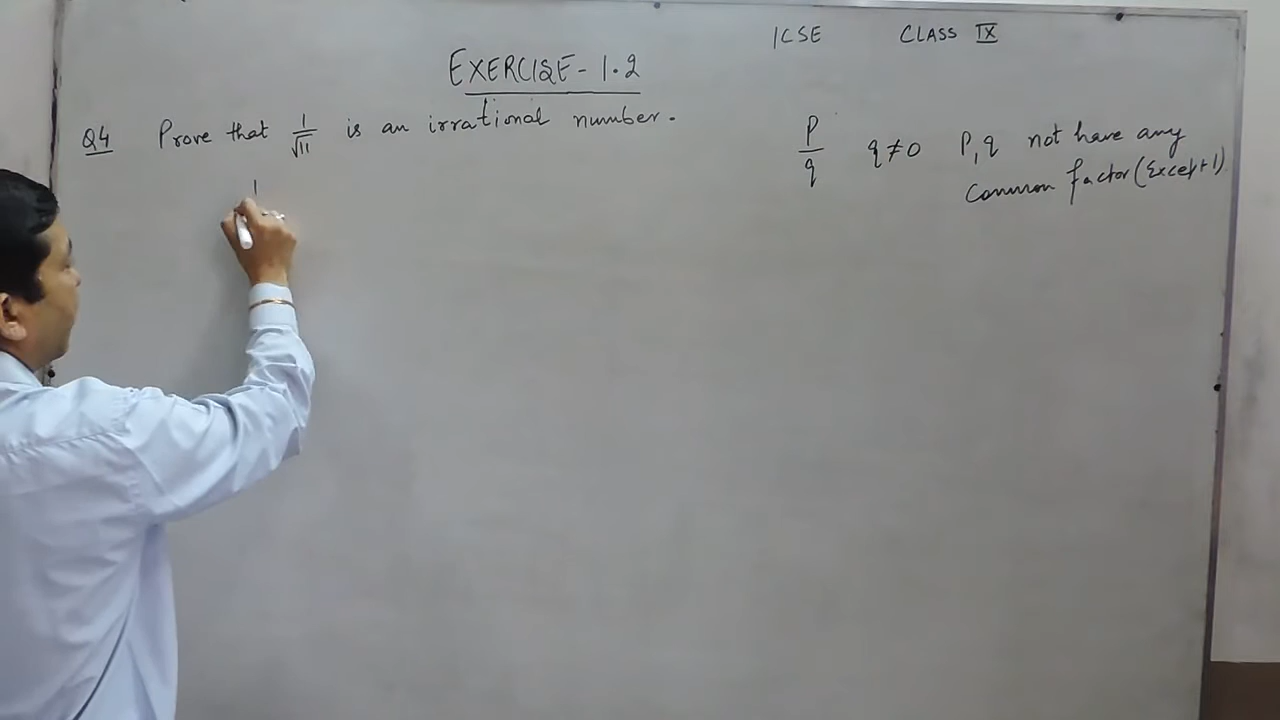 ICSE CLASS IX
EXERCISE-1.2
Q4 Prove that 1/√11 is an irrational number.
P/q q≠0 P,q not have any
Common factor (Except 1)
1